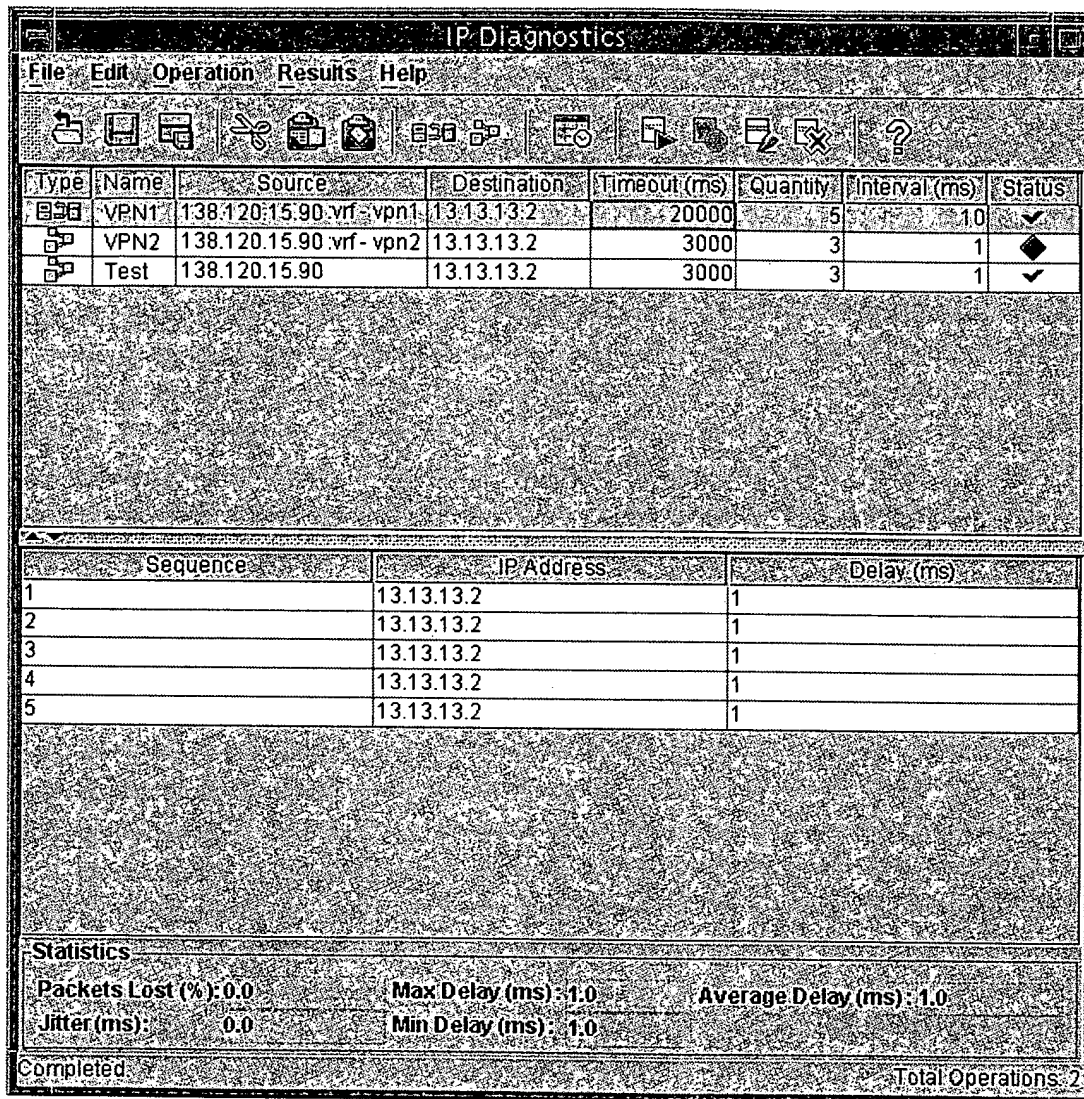 IP Diagnostics
File Edit Operation Results Help
Type Name Source Destination Timeout (ms) Quantity Interval (ms) Status
VPN1 138.120.15.90 :vrf - vpn1 13.13.13.2 20000 5 10
VPN2 138.120.15.90 :vrf - vpn2 13.13.13.2 3000 3 1
Test 138.120.15.90 13.13.13.2 3000 3 1
Sequence IP Address Delay (ms)
1 13.13.13.2 1
2 13.13.13.2 1
3 13.13.13.2 1
4 13.13.13.2 1
5 13.13.13.2 1
Statistics
Packets Lost (%): 0.0 Max Delay (ms): 1.0 Average Delay (ms): 1.0
Jitter (ms): 0.0 Min Delay (ms): 1.0
Completed. Total Operations: 2